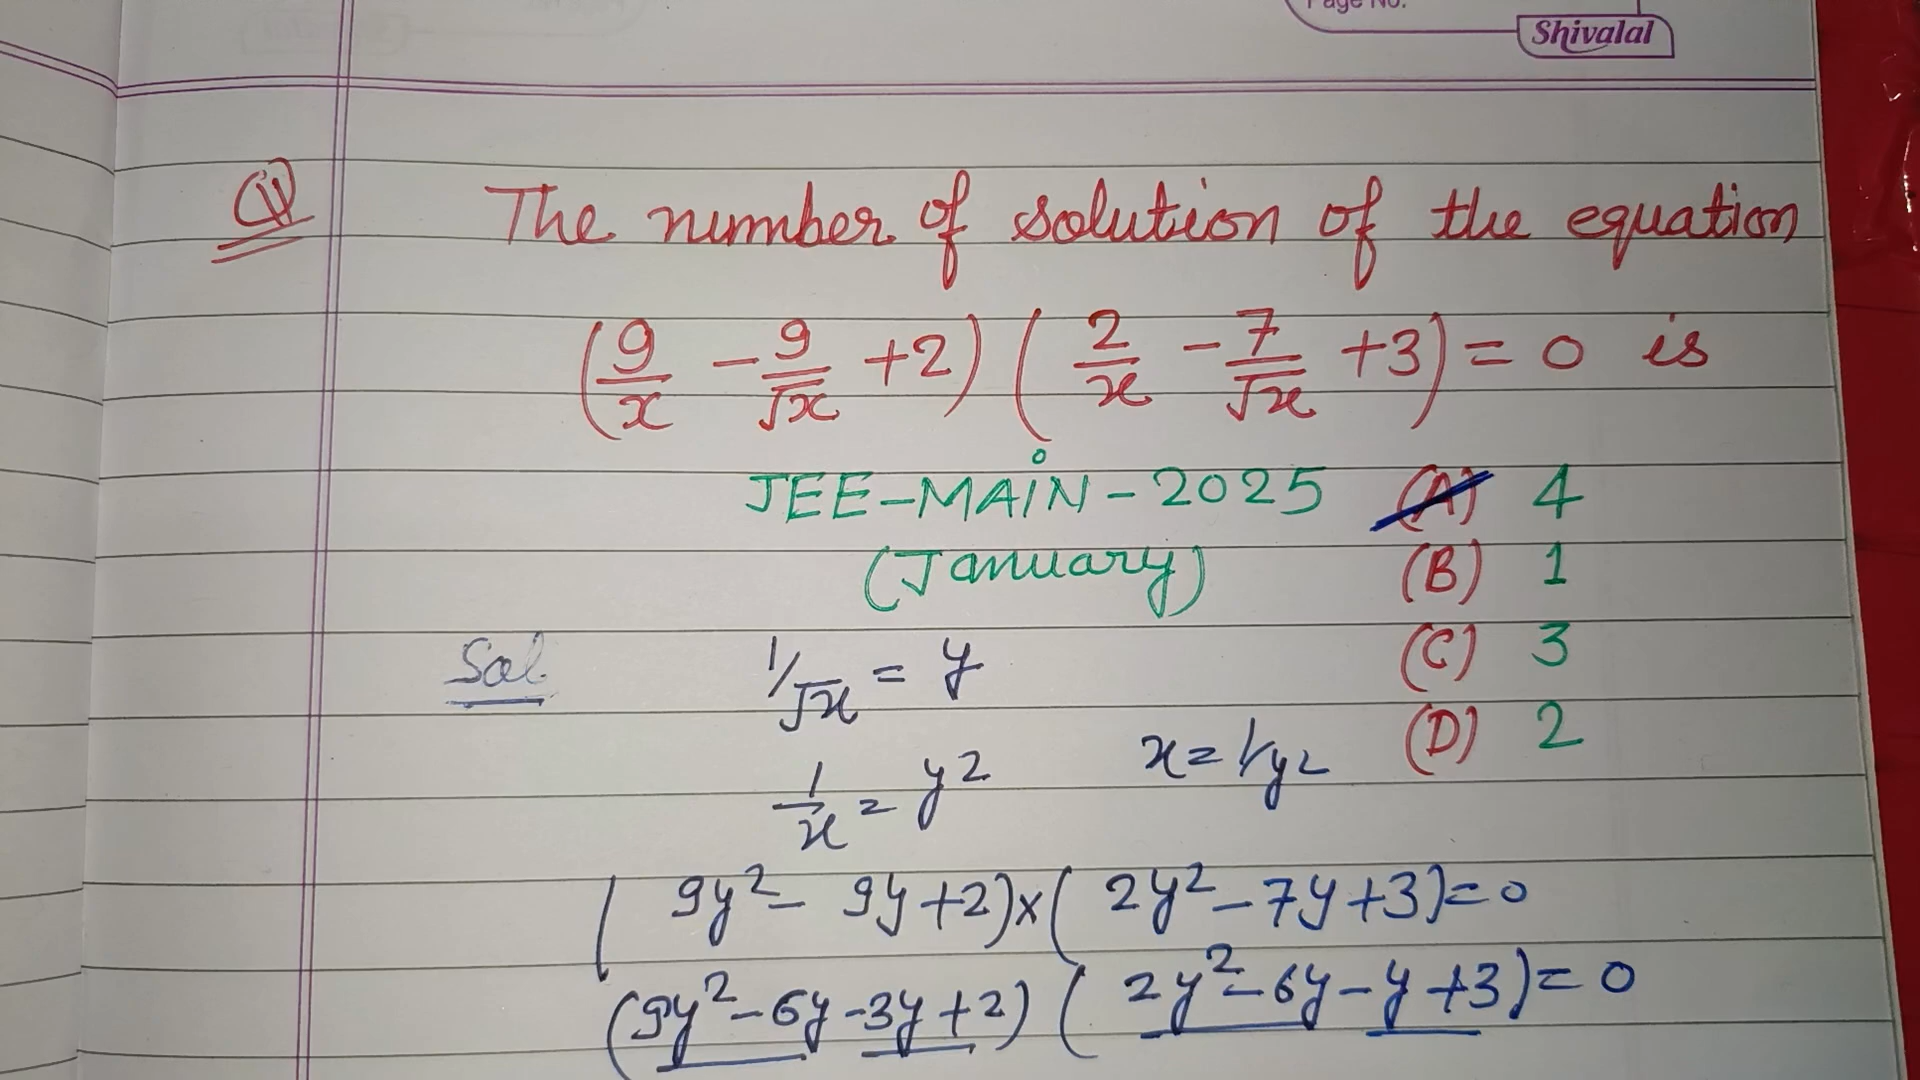 Page No.
Shivalal
Q The number of solution of the equation
(9/x - 9/√x + 2) (2/x - 7/√x + 3) = 0 is
JEE-MAIN-2025 (A) 4
(January) (B) 1
(C) 3
(D) 2
Sol 1/√x = y
1/x = y² x = 1/y²
(9y² - 9y + 2) × (2y² - 7y + 3) = 0
(9y² - 6y - 3y + 2) (2y² - 6y - y + 3) = 0